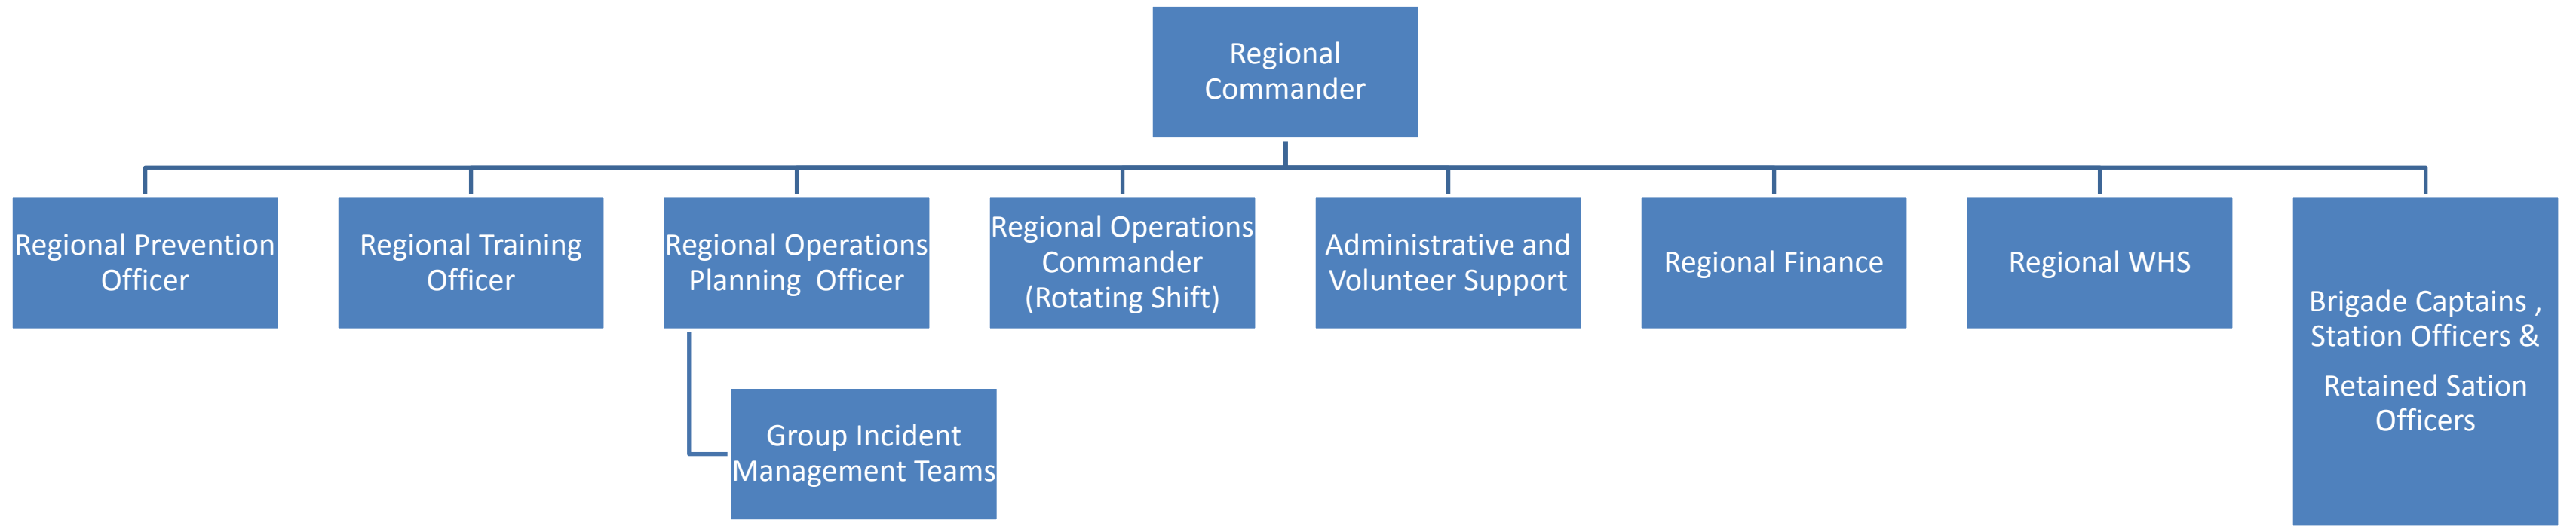 Regional
Commander
Regional Prevention
Officer
Regional Training
Officer
Regional Operations
Planning  Officer
Regional Operations
Commander
(Rotating Shift)
Administrative and
Volunteer Support
Regional Finance
Regional WHS
Brigade Captains ,
Station Officers &
Retained Sation
Officers
Group Incident
Management Teams